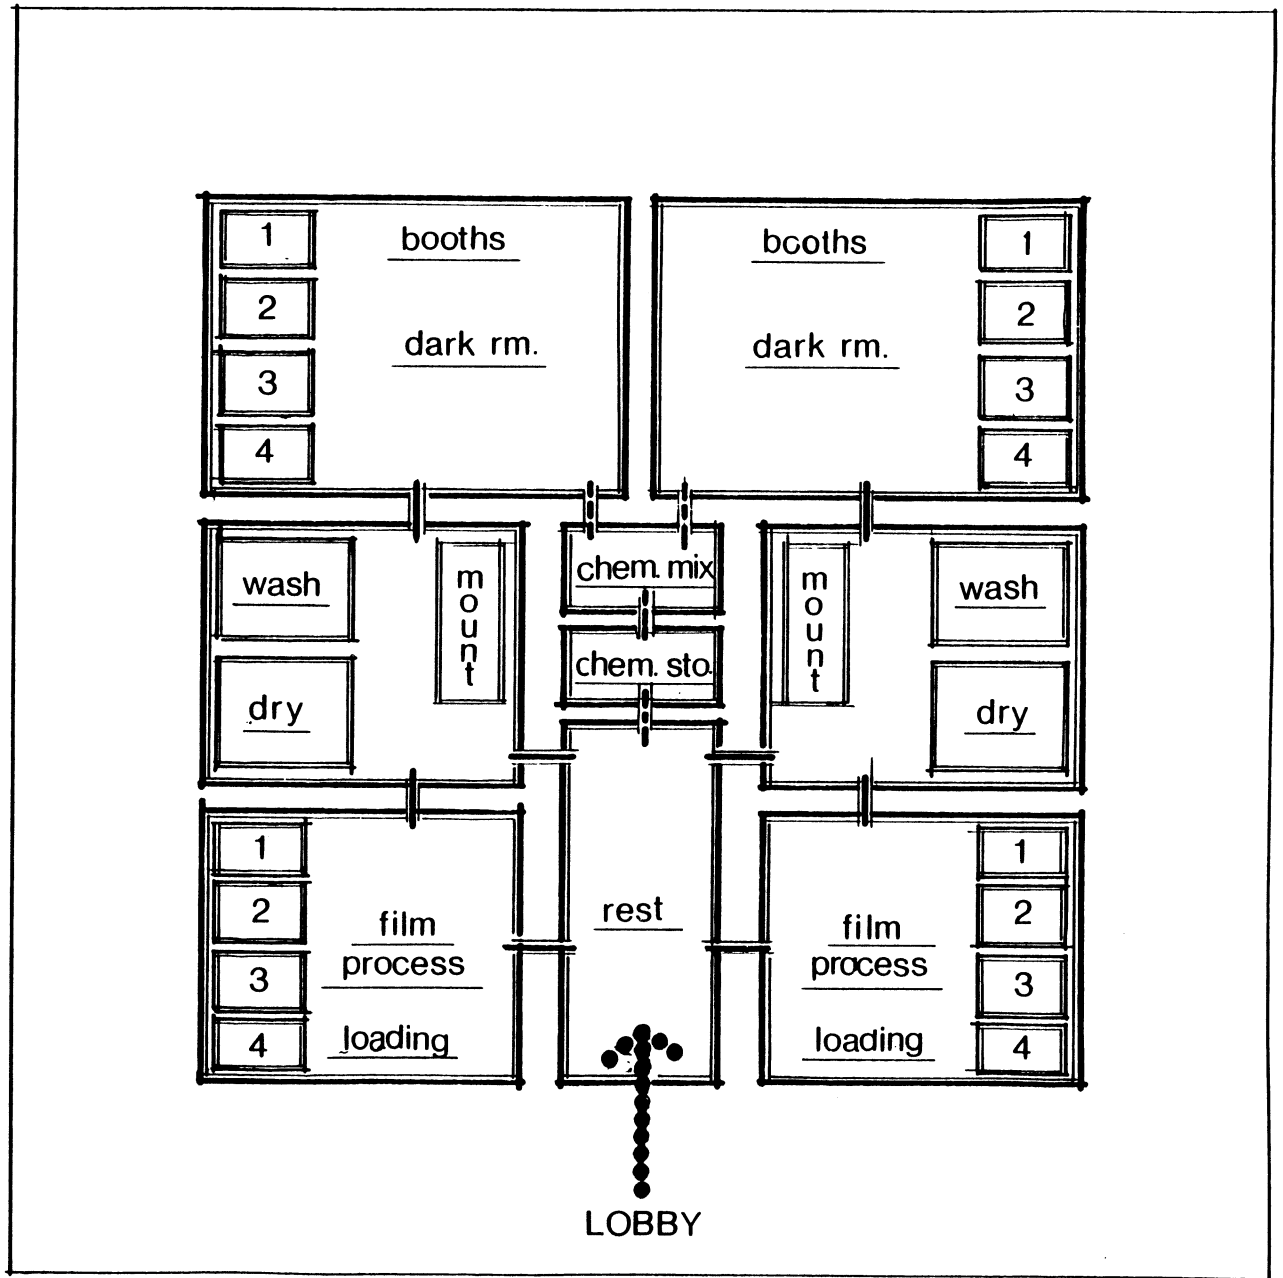 1
booths
2
dark rm.
3
4
booths
1
dark rm.
2
3
4
wash
dry
mount
chem. mix
chem. sto.
mount
wash
dry
1
2
film
process
3
loading
4
rest
film
process
loading
1
2
3
4
LOBBY